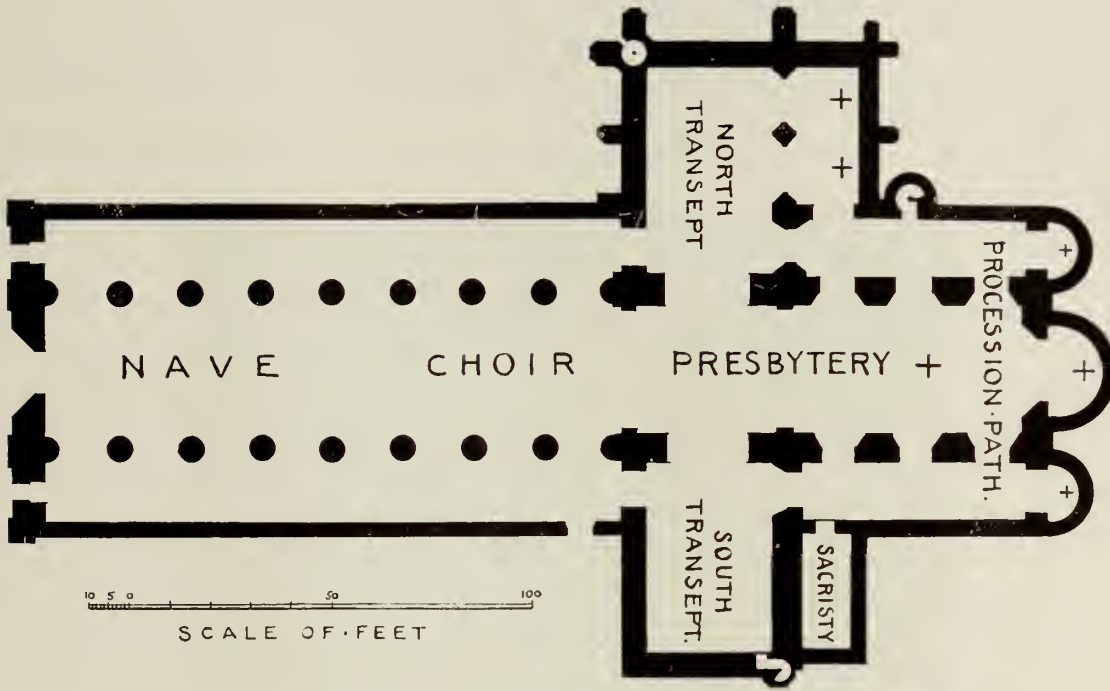 NORTH
TRANSEPT
PROCESSION·PATH.
NAVE CHOIR PRESBYTERY
SOUTH
TRANSEPT.
SACRISTY
10 5 0 50 100
SCALE OF·FEET